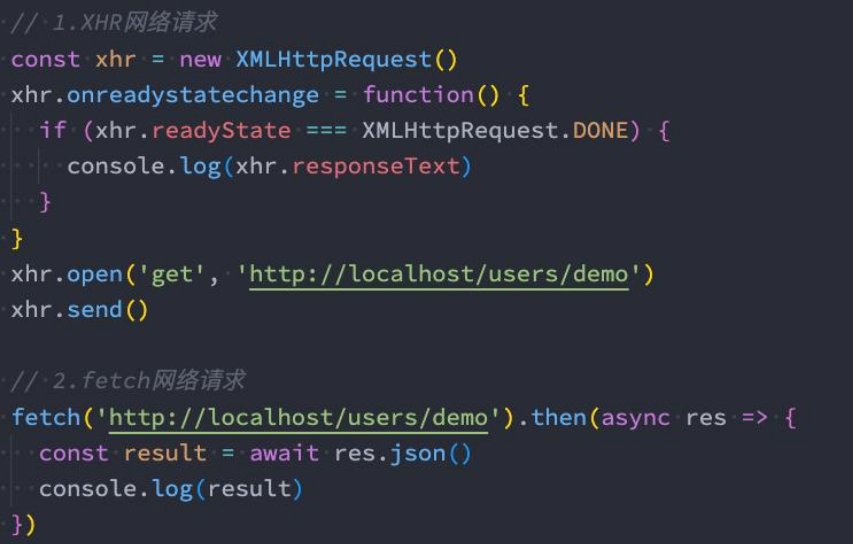 // 1.XHR网络请求
const xhr = new XMLHttpRequest()
xhr.onreadystatechange = function() {
  if (xhr.readyState === XMLHttpRequest.DONE) {
    console.log(xhr.responseText)
  }
}
xhr.open('get', 'http://localhost/users/demo')
xhr.send()

// 2.fetch网络请求
fetch('http://localhost/users/demo').then(async res => {
  const result = await res.json()
  console.log(result)
})